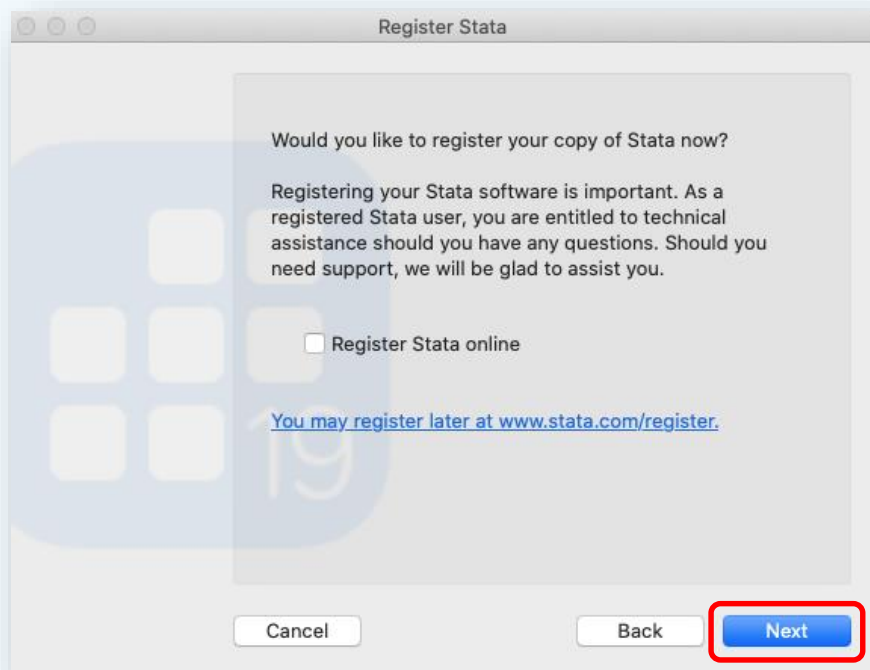 Register Stata
Would you like to register your copy of Stata now?
Registering your Stata software is important. As a
registered Stata user, you are entitled to technical
assistance should you have any questions. Should you
need support, we will be glad to assist you.
Register Stata online
You may register later at www.stata.com/register.
19
Cancel
Back
Next